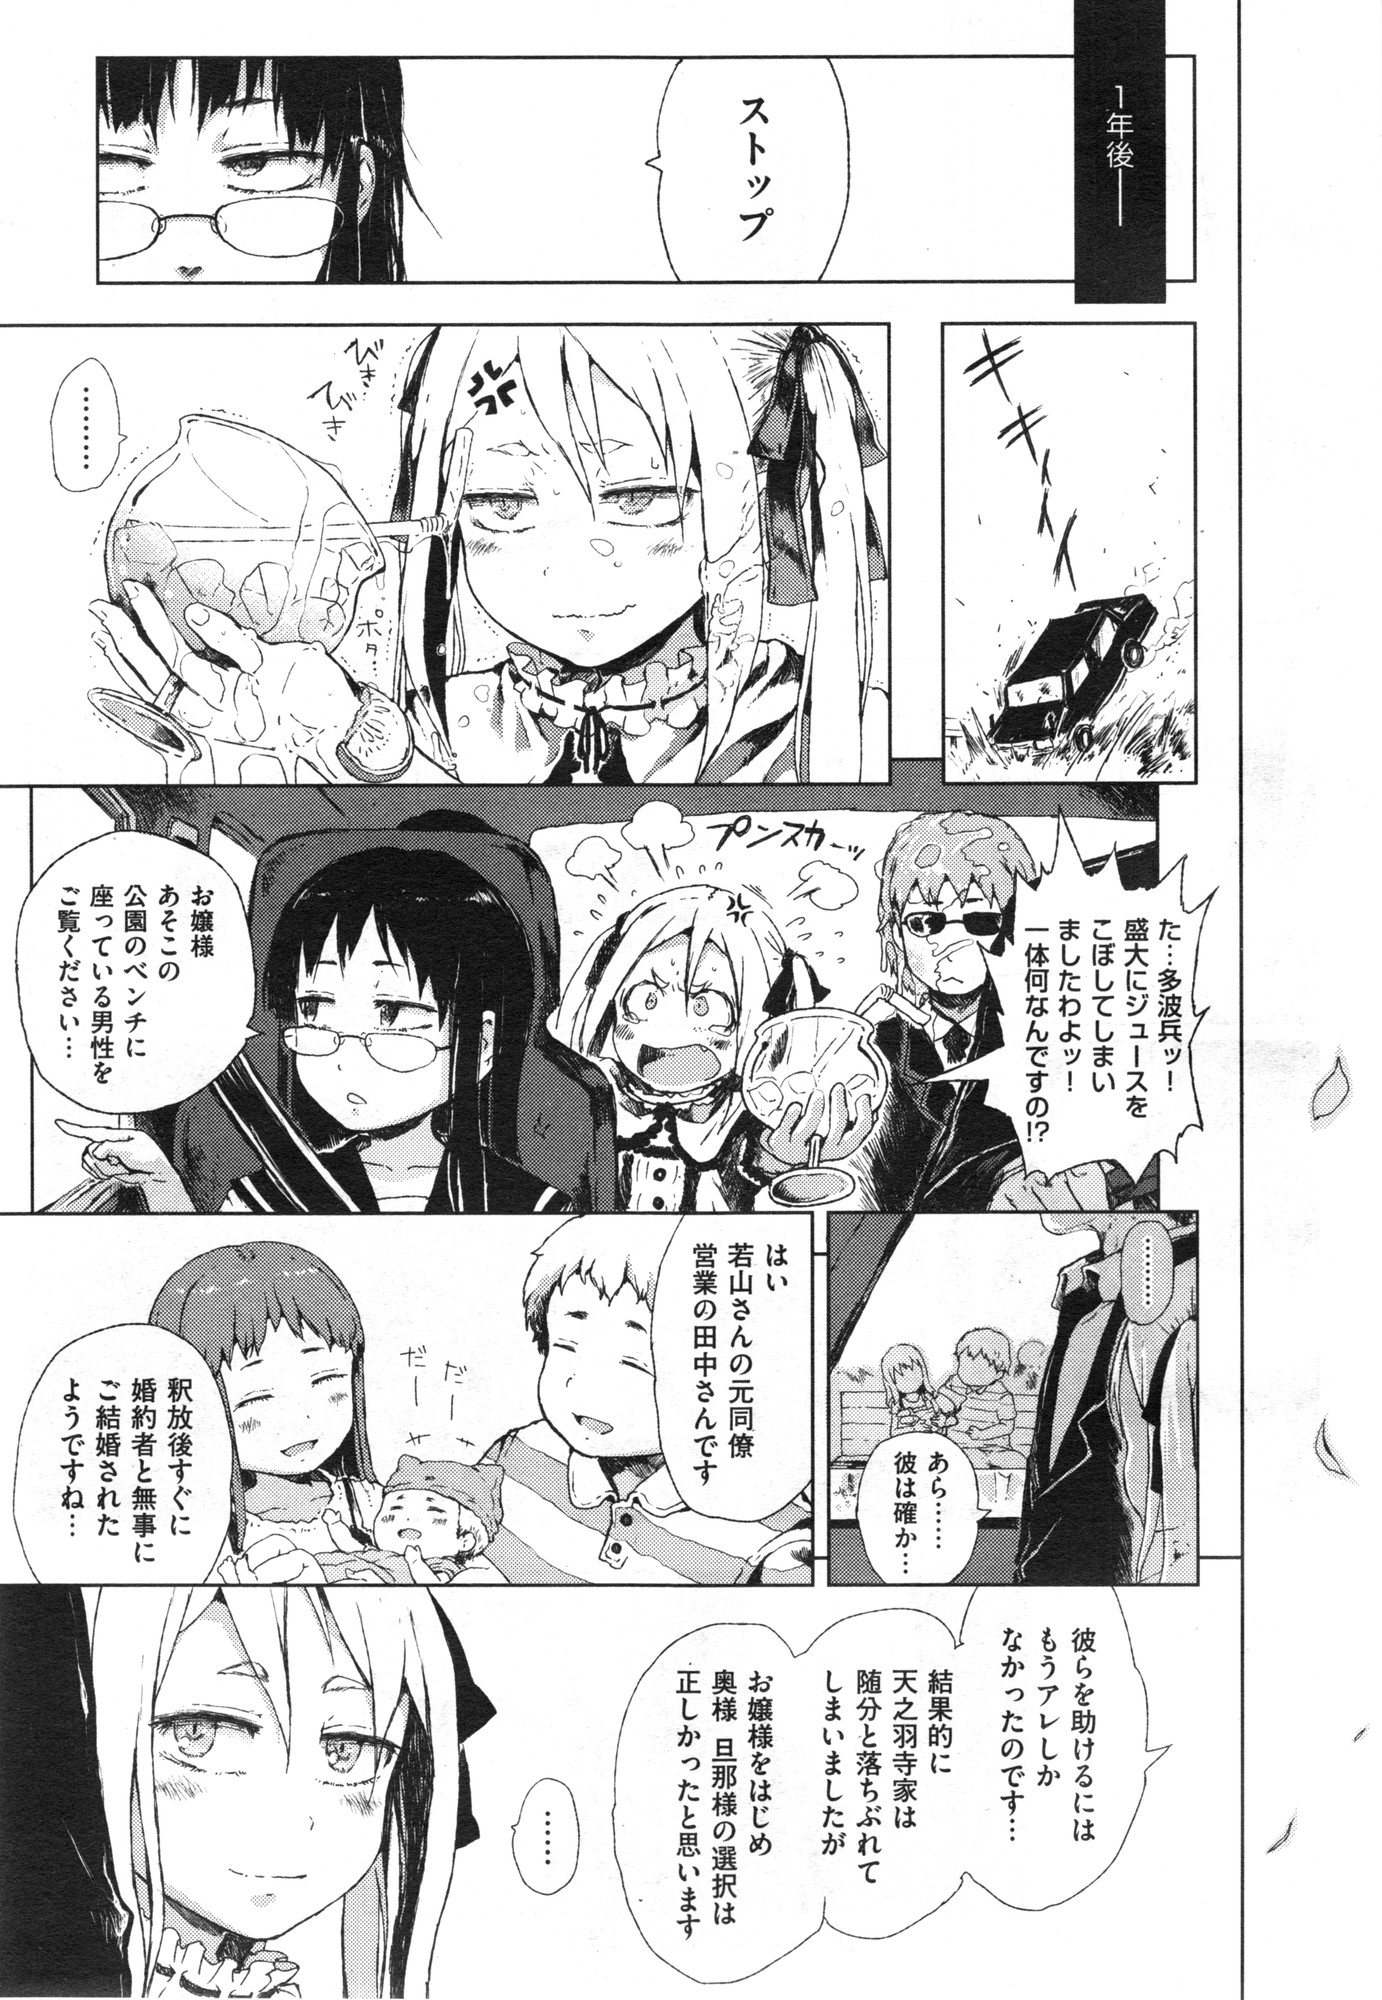 1年後――
ストップ
キキィィィィ
びき
びき
………
ポタ…
た…多波兵ッ！
盛大にジュースを
こぼしてしまい
ましたわよッ！
一体何なんですの!?
プンスカーッ
お嬢様
あそこの
公園のベンチに
座っている男性を
ご覧ください…
………
あら……
彼は確か…
はい
若山さんの元同僚
営業の田中さんです
だー
だー
釈放後すぐに
婚約者と無事に
ご結婚された
ようですね…
彼らを助けるには
もうアレしか
なかったのです…
結果的に
天之羽寺家は
随分と落ちぶれて
しまいましたが
お嬢様をはじめ
奥様 旦那様の選択は
正しかったと思います
……